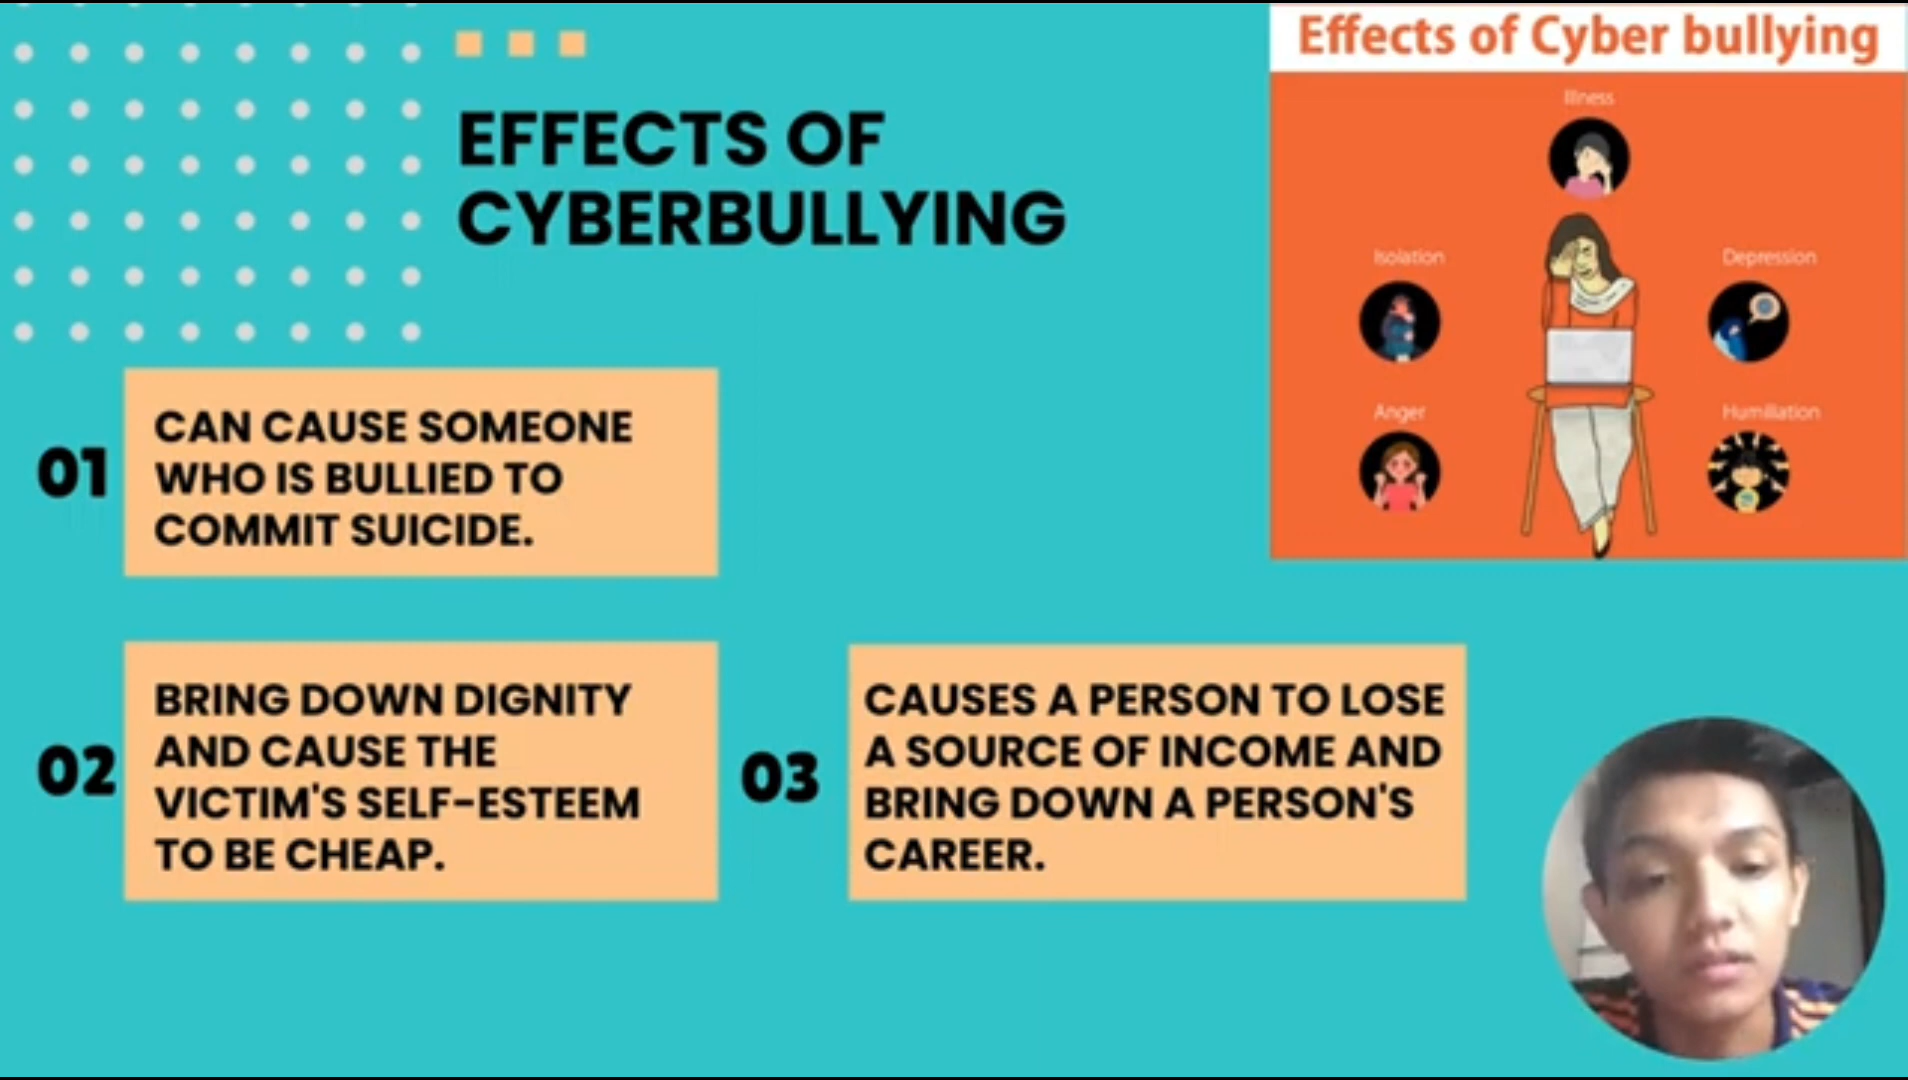 EFFECTS OF
CYBERBULLYING
01
CAN CAUSE SOMEONE
WHO IS BULLIED TO
COMMIT SUICIDE.
02
BRING DOWN DIGNITY
AND CAUSE THE
VICTIM'S SELF-ESTEEM
TO BE CHEAP.
03
CAUSES A PERSON TO LOSE
A SOURCE OF INCOME AND
BRING DOWN A PERSON'S
CAREER.
Effects of Cyber bullying
Illness
Isolation
Depression
Anger
Humiliation